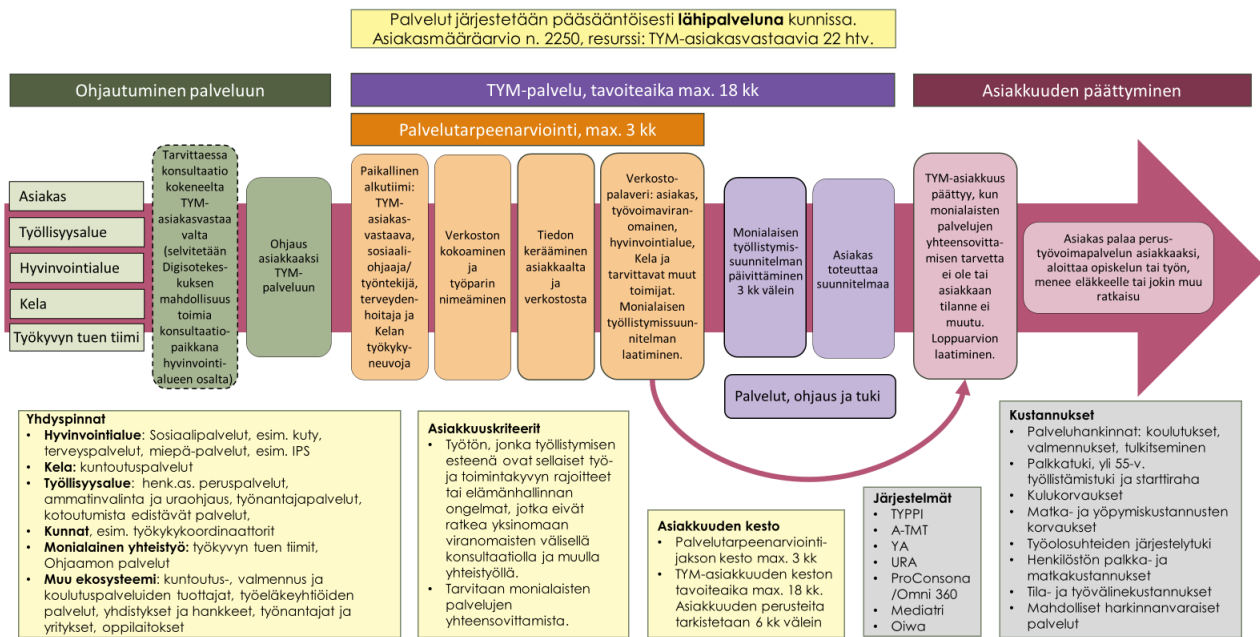 Palvelut järjestetään pääsääntöisesti lähipalveluna kunnissa.
Asiakasmääräarvio n. 2250, resurssi: TYM-asiakasvastaavia 22 htv.
Ohjautuminen palveluun
TYM-palvelu, tavoiteaika max. 18 kk
Asiakkuuden päättyminen
Palvelutarpeenarviointi, max. 3 kk
Asiakas
Työllisyysalue
Hyvinvointialue
Kela
Työkyvyn tuen tiimi
Tarvittaessa
konsultaatio
kokeneelta
TYM-
asiakasvastaa
valta
(selvitetään
Digisotekes-
kuksen
mahdollisuus
toimia
konsultaatio-
paikkana
hyvinvointi-
alueen osalta)
Ohjaus
asiakkaaksi
TYM-
palveluun
Paikallinen
alkutiimi:
TYM-
asiakas-
vastaava,
sosiaali-
ohjaaja/
työntekijä,
terveyden-
hoitaja ja
Kelan
työkyky-
neuvoja
Verkoston
kokoaminen
ja
työparin
nimeäminen
Tiedon
kerääminen
asiakkaalta
ja
verkostosta
Verkosto-
palaveri: asiakas,
työvoimaviran-
omainen,
hyvinvointialue,
Kela ja
tarvittavat muut
toimijat.
Monialaisen
työllistymissuun-
nitelman
laatiminen.
Monialaisen
työllistymis-
suunnitelman
päivittäminen
3 kk välein
Asiakas
toteuttaa
suunnitelmaa
Palvelut, ohjaus ja tuki
TYM-asiakkuus
päättyy, kun
monialaisten
palvelujen
yhteensovitta-
misen tarvetta
ei ole tai
asiakkaan
tilanne ei
muutu.
Loppuarvion
laatiminen.
Asiakas palaa perus-
työvoimapalvelun asiakkaaksi,
aloittaa opiskelun tai työn,
menee eläkkeelle tai jokin muu
ratkaisu
Yhdyspinnat
• Hyvinvointialue: Sosiaalipalvelut, esim. kuty,
terveyspalvelut, miepä-palvelut, esim. IPS
• Kela: kuntoutuspalvelut
• Työllisyysalue: henk.as. peruspalvelut,
ammatinvalinta ja uraohjaus, työnantajapalvelut,
kotoutumista edistävät palvelut,
• Kunnat, esim. työkykykoordinaattorit
• Monialainen yhteistyö: työkyvyn tuen tiimit,
Ohjaamon palvelut
• Muu ekosysteemi: kuntoutus-, valmennus ja
koulutuspalveluiden tuottajat, työeläkeyhtiöiden
palvelut, yhdistykset ja hankkeet, työnantajat ja
yritykset, oppilaitokset
Asiakkuuskriteerit
• Työtön, jonka työllistymisen
esteenä ovat sellaiset työ-
ja toimintakyvyn rajoitteet
tai elämänhallinnan
ongelmat, jotka eivät
ratkea yksinomaan
viranomaisten välisellä
konsultaatiolla ja muulla
yhteistyöllä.
• Tarvitaan monialaisten
palvelujen
yhteensovittamista.
Asiakkuuden kesto
• Palvelutarpeenarviointi-
jakson kesto max. 3 kk
• TYM-asiakkuuden keston
tavoiteaika max. 18 kk.
Asiakkuuden perusteita
tarkistetaan 6 kk välein
Järjestelmät
• TYPPI
• A-TMT
• YA
• URA
• ProConsona
/Omni 360
• Mediatri
• Oiwa
Kustannukset
• Palveluhankinnat: koulutukset,
valmennukset, tulkitseminen
• Palkkatuki, yli 55-v.
työllistämistuki ja starttiraha
• Kulukorvaukset
• Matka- ja yöpymiskustannusten
korvaukset
• Työolosuhteiden järjestelytuki
• Henkilöstön palkka- ja
matkakustannukset
• Tila- ja työvälinekustannukset
• Mahdolliset harkinnanvaraiset
palvelut